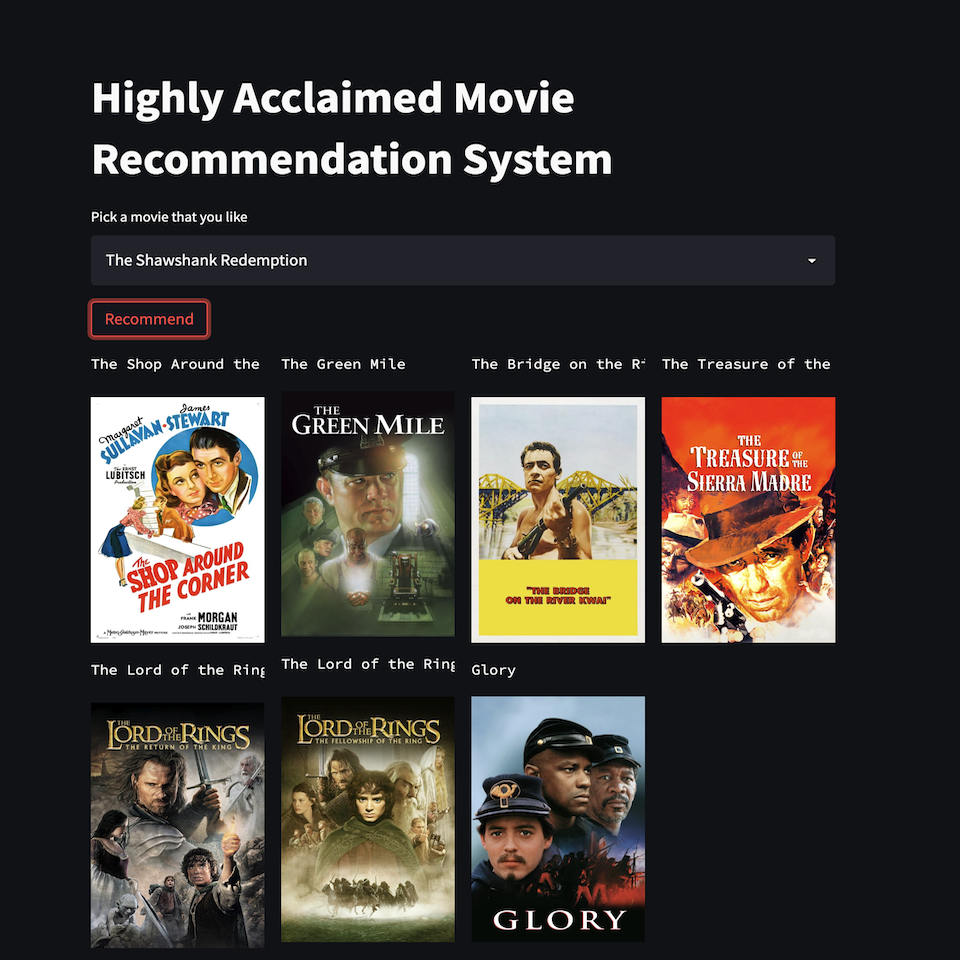 Highly Acclaimed Movie
Recommendation System
Pick a movie that you like
The Shawshank Redemption
Recommend
The Shop Around the
The Green Mile
The Bridge on the R
The Treasure of the
Margaret
SULLAVAN·
James
STEWART
The ERNST
LUBITSCH
Production
The
SHOP AROUND
THE CORNER
with
FRANK MORGAN
JOSEPH SCHILDKRAUT
A Metro-Goldwyn-Mayer PICTURE
THE
GREEN MILE
"THE BRIDGE
ON THE RIVER KWAI"
THE
TREASURE OF THE
SIERRA MADRE
The Lord of the Ring
The Lord of the Ring
Glory
THE
LORD OF THE RINGS
THE RETURN OF THE KING
THE
LORD OF THE RINGS
THE FELLOWSHIP OF THE RING
GLORY